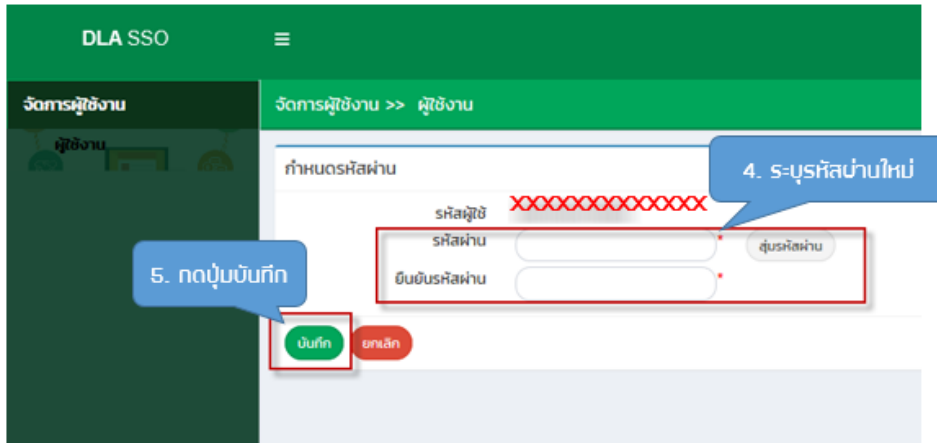 DLA SSO
จัดการผู้ใช้งาน
จัดการผู้ใช้งาน >> ผู้ใช้งาน
ผู้ใช้งาน
กำหนดรหัสผ่าน
4. ระบุรหัสผ่านใหม่
รหัสผู้ใช้ XXXXXXXXXXXXX
รหัสผ่าน * สุ่มรหัสผ่าน
5. กดปุ่มบันทึก
ยืนยันรหัสผ่าน *
บันทึก ยกเลิก